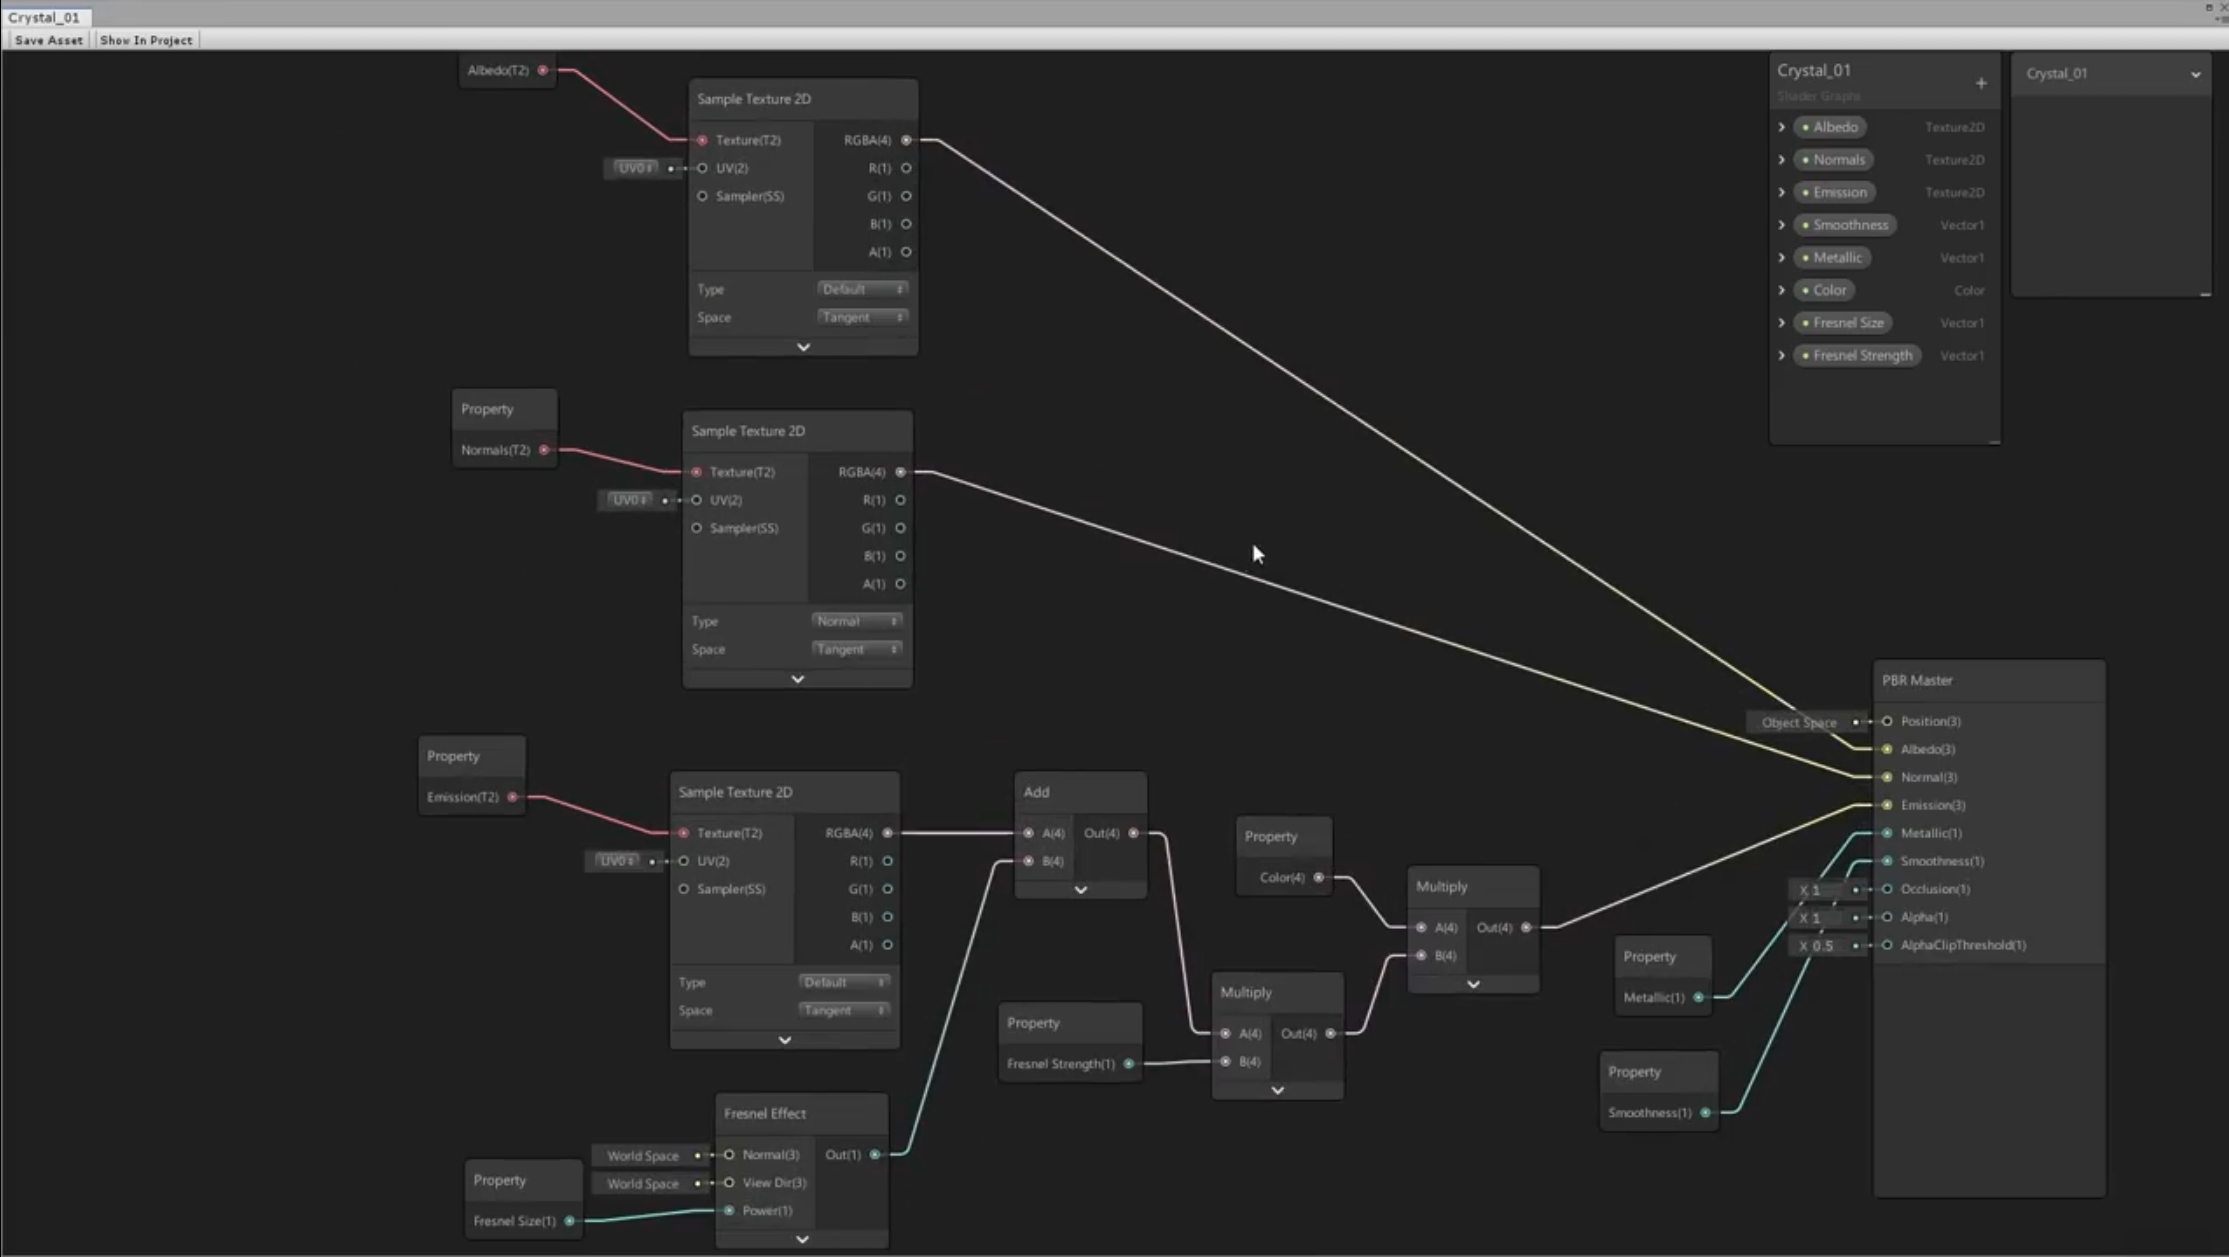 Crystal_01
Save Asset
Show In Project
Albedo(T2)
Sample Texture 2D
Texture(T2)
RGBA(4)
UV0
UV(2)
R(1)
Sampler(SS)
G(1)
B(1)
A(1)
Type
Default
Space
Tangent
Crystal_01
Shader Graphs
Albedo
Texture2D
Normals
Texture2D
Emission
Texture2D
Smoothness
Vector1
Metallic
Vector1
Color
Color
Fresnel Size
Vector1
Fresnel Strength
Vector1
Crystal_01
Property
Normals(T2)
Sample Texture 2D
Texture(T2)
RGBA(4)
UV0
UV(2)
R(1)
Sampler(SS)
G(1)
B(1)
A(1)
Type
Normal
Space
Tangent
Property
Emission(T2)
Sample Texture 2D
Texture(T2)
RGBA(4)
UV0
UV(2)
R(1)
Sampler(SS)
G(1)
B(1)
A(1)
Type
Default
Space
Tangent
Add
A(4)
Out(4)
B(4)
Property
Color(4)
Multiply
A(4)
Out(4)
B(4)
Property
Fresnel Strength(1)
Multiply
A(4)
Out(4)
B(4)
Property
Fresnel Size(1)
Fresnel Effect
World Space
Normal(3)
Out(1)
World Space
View Dir(3)
Power(1)
Property
Metallic(1)
Property
Smoothness(1)
PBR Master
Object Space
Position(3)
Albedo(3)
Normal(3)
Emission(3)
Metallic(1)
Smoothness(1)
X 1
Occlusion(1)
X 1
Alpha(1)
X 0.5
AlphaClipThreshold(1)